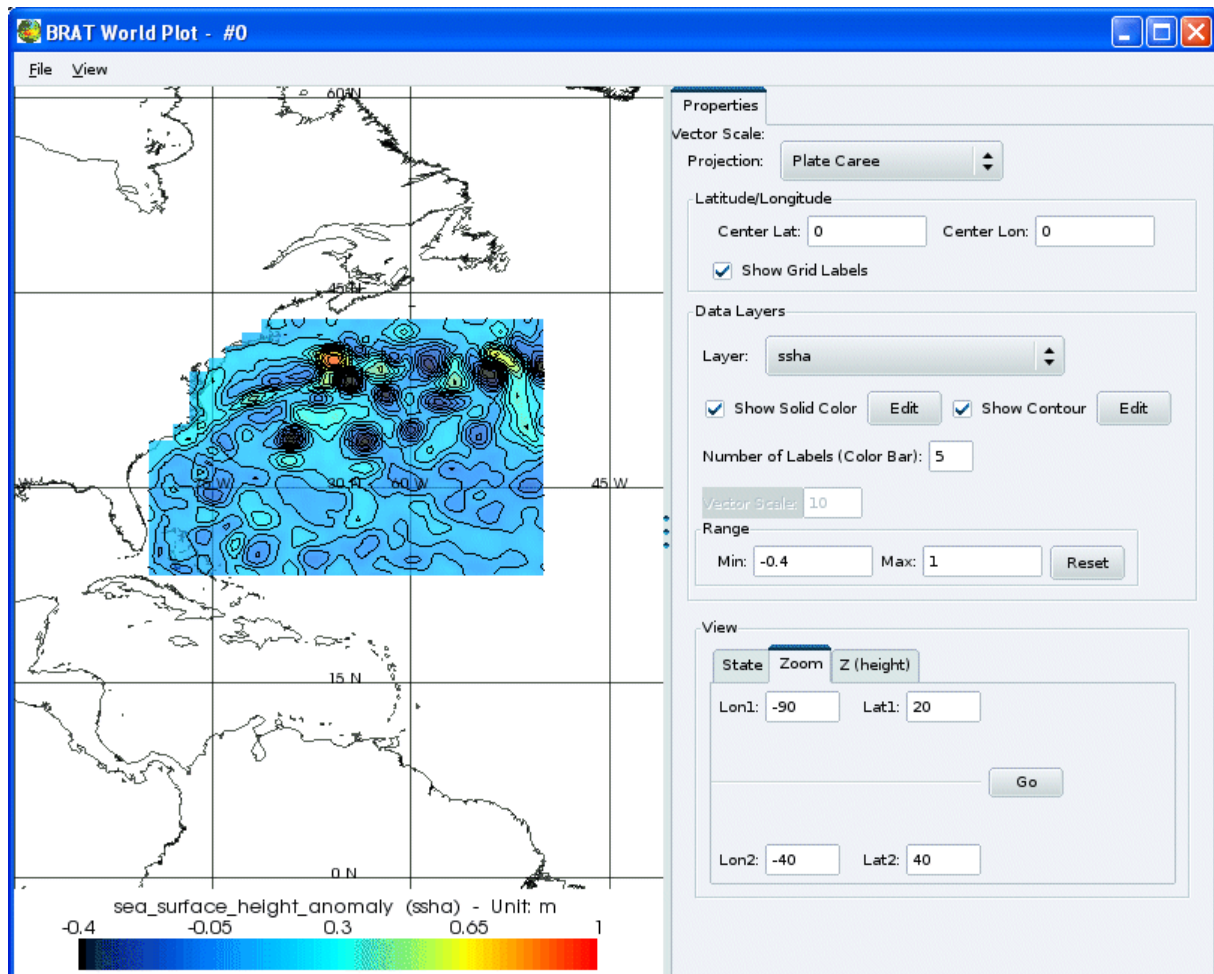 BRAT World Plot - #0
File View
60 N
45 N
W
75 W
30 N
60 W
45 W
15 N
0 N
sea_surface_height_anomaly (ssha) - Unit: m
-0.4 -0.05 0.3 0.65 1
Properties
Vector Scale:
Projection: Plate Caree
Latitude/Longitude
Center Lat: 0 Center Lon: 0
Show Grid Labels
Data Layers
Layer: ssha
Show Solid Color Edit Show Contour Edit
Number of Labels (Color Bar): 5
Vector Scale: 10
Range
Min: -0.4 Max: 1 Reset
View
State Zoom Z (height)
Lon1: -90 Lat1: 20
Go
Lon2: -40 Lat2: 40